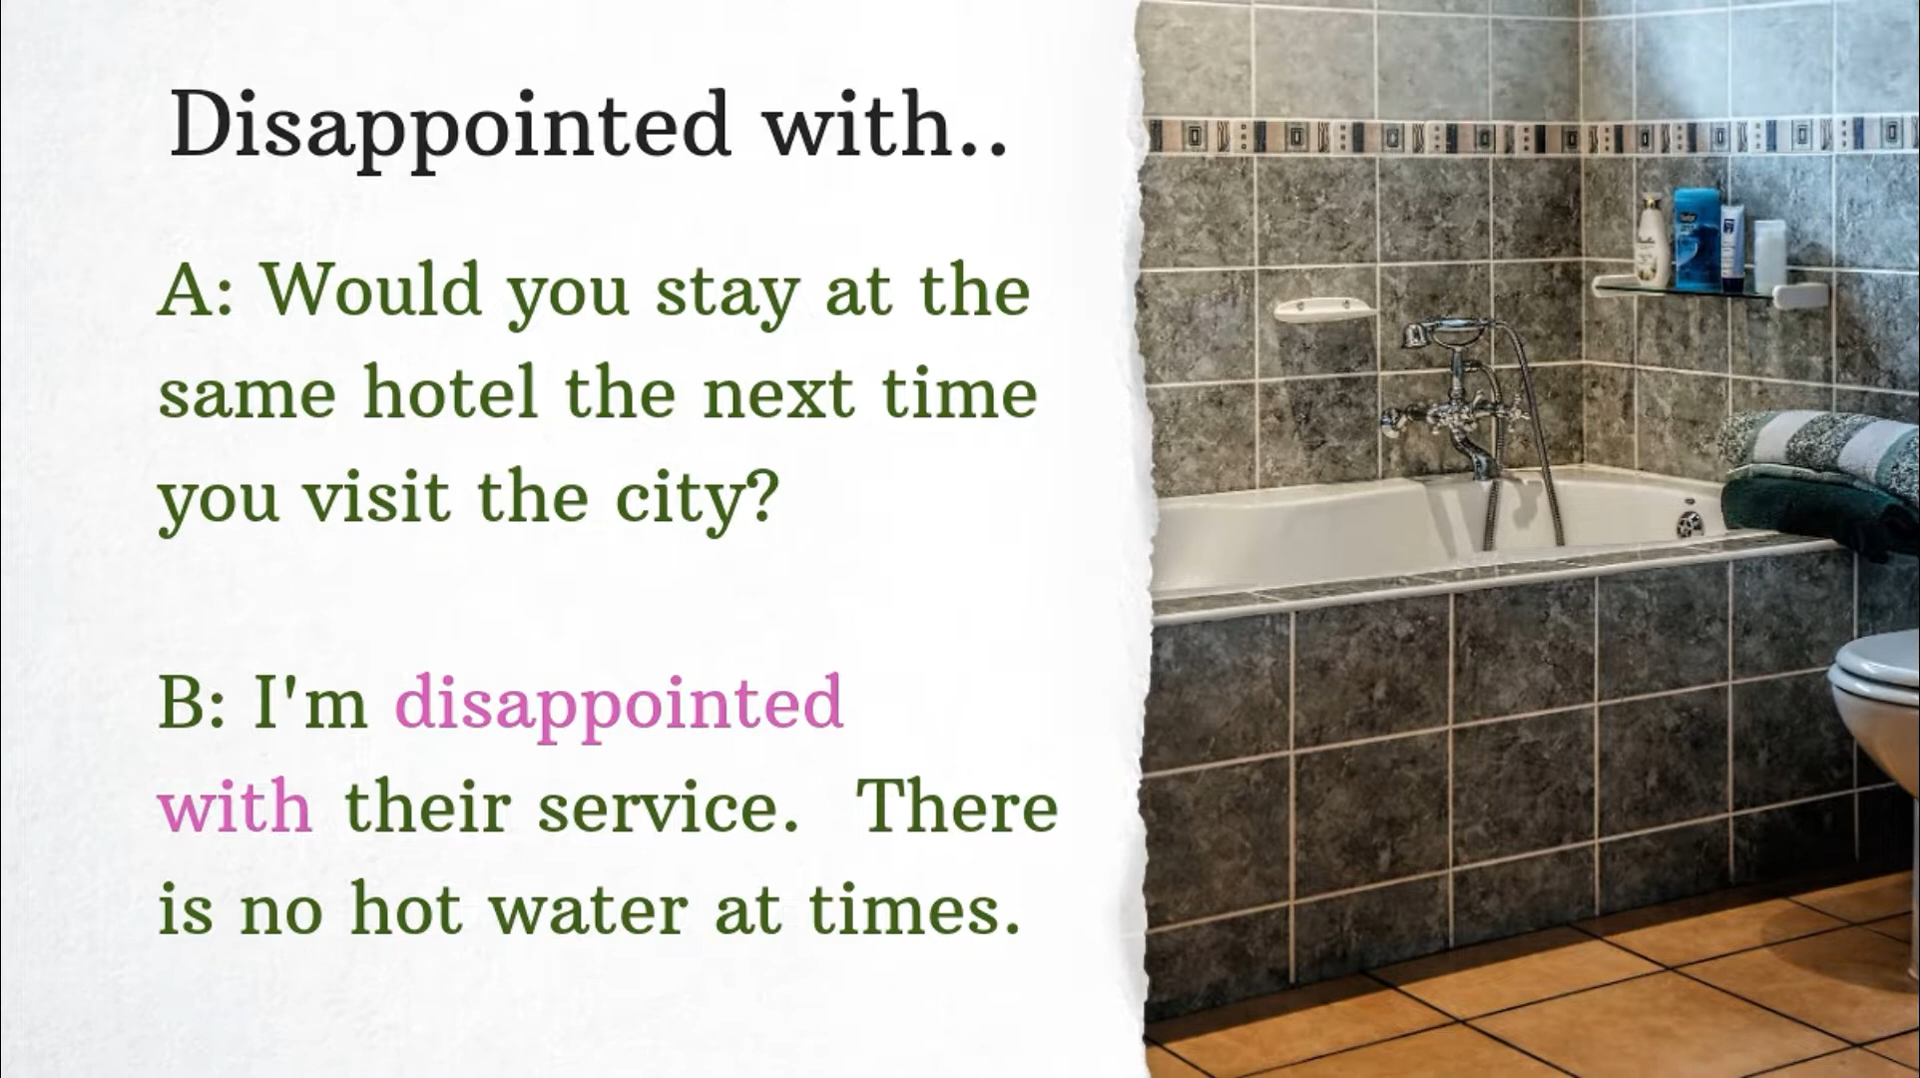 Disappointed with..
A: Would you stay at the
same hotel the next time
you visit the city?
B: I'm disappointed
with their service.  There
is no hot water at times.